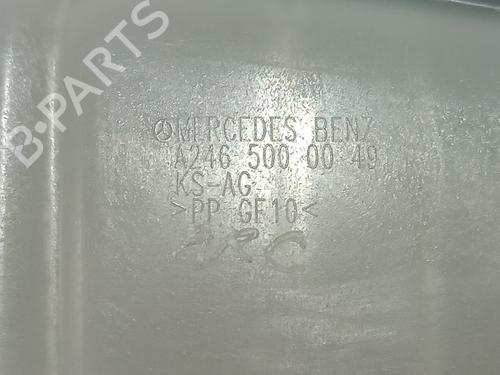 B-PARTS
MERCEDES BENZ
A246 500 00 49
KS-AG
>PP GF10<